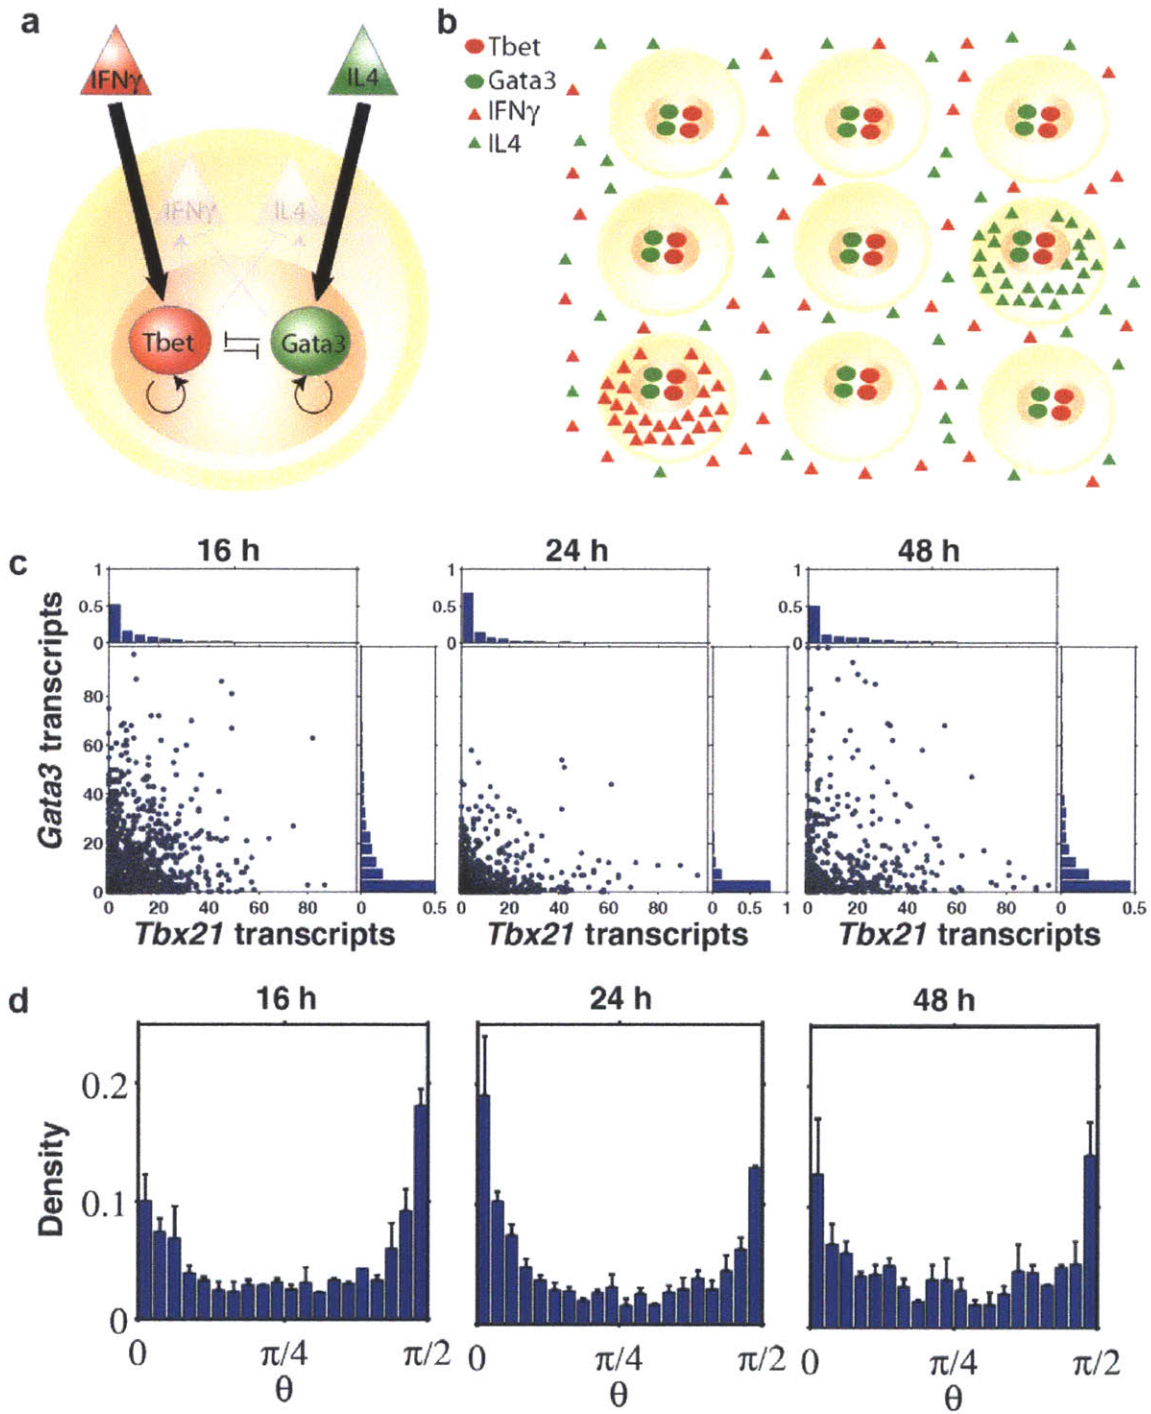 a
IFNγ
IL4
IFNγ
IL4
Tbet
Gata3
b
Tbet
Gata3
IFNγ
IL4
c
16 h
24 h
48 h
1
0.5
0
1
0.5
0
1
0.5
0
Gata3 transcripts
80
60
40
20
0
0 20 40 60 80 0 0.5
0 20 40 60 80 0 0.5 1
0 20 40 60 80 0 0.5
Tbx21 transcripts
Tbx21 transcripts
Tbx21 transcripts
d
16 h
24 h
48 h
Density
0.2
0.1
0
0 π/4 π/2
0 π/4 π/2
0 π/4 π/2
θ
θ
θ